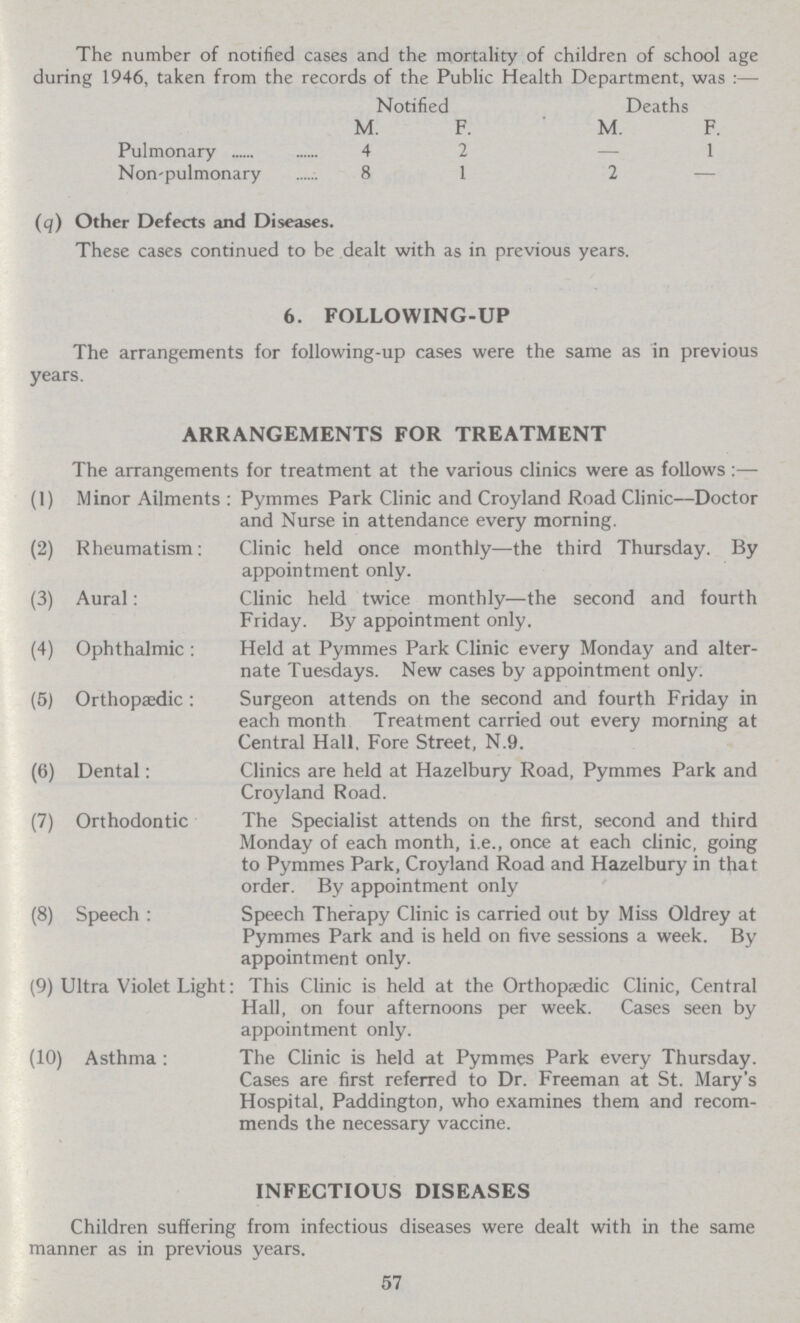 The number of notified cases and the mortality of children of school age
during 1946, taken from the records of the Public Health Department, was :—
Notified Deaths
M. F. M. F.
Pulmonary ...... ...... 4 2 — 1
Non-pulmonary ...... 8 1 2 —
(q) Other Defects and Diseases.
These cases continued to be dealt with as in previous years.
6. FOLLOWING-UP
The arrangements for following-up cases were the same as in previous
years.
ARRANGEMENTS FOR TREATMENT
The arrangements for treatment at the various clinics were as follows :—
(1) Minor Ailments : Pymmes Park Clinic and Croyland Road Clinic—Doctor
and Nurse in attendance every morning.
(2) Rheumatism : Clinic held once monthly—the third Thursday. By
appointment only.
(3) Aural : Clinic held twice monthly—the second and fourth
Friday. By appointment only.
(4) Ophthalmic : Held at Pymmes Park Clinic every Monday and alter-
nate Tuesdays. New cases by appointment only.
(5) Orthopædic : Surgeon attends on the second and fourth Friday in
each month Treatment carried out every morning at
Central Hall, Fore Street, N.9.
(6) Dental : Clinics are held at Hazelbury Road, Pymmes Park and
Croyland Road.
(7) Orthodontic The Specialist attends on the first, second and third
Monday of each month, i.e., once at each clinic, going
to Pymmes Park, Croyland Road and Hazelbury in that
order. By appointment only
(8) Speech : Speech Therapy Clinic is carried out by Miss Oldrey at
Pymmes Park and is held on five sessions a week. By
appointment only.
(9) Ultra Violet Light : This Clinic is held at the Orthopædic Clinic, Central
Hall, on four afternoons per week. Cases seen by
appointment only.
(10) Asthma : The Clinic is held at Pymmes Park every Thursday.
Cases are first referred to Dr. Freeman at St. Mary's
Hospital, Paddington, who examines them and recom-
mends the necessary vaccine.
INFECTIOUS DISEASES
Children suffering from infectious diseases were dealt with in the same
manner as in previous years.
57